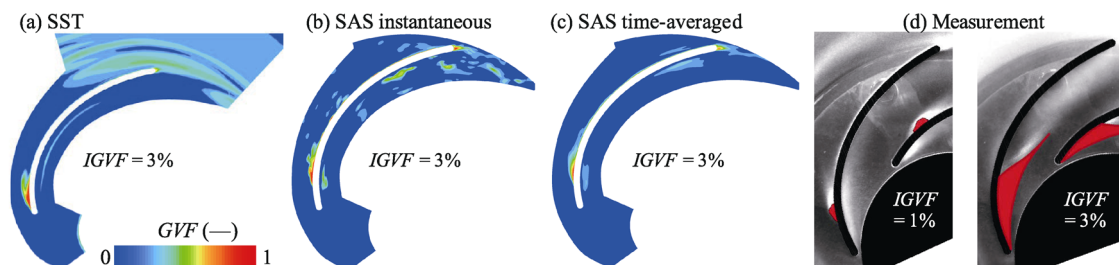 (a) SST
(b) SAS instantaneous
(c) SAS time-averaged
(d) Measurement
IGVF = 3%
IGVF = 3%
IGVF = 3%
IGVF
= 1%
IGVF
= 3%
GVF (—)
0
1